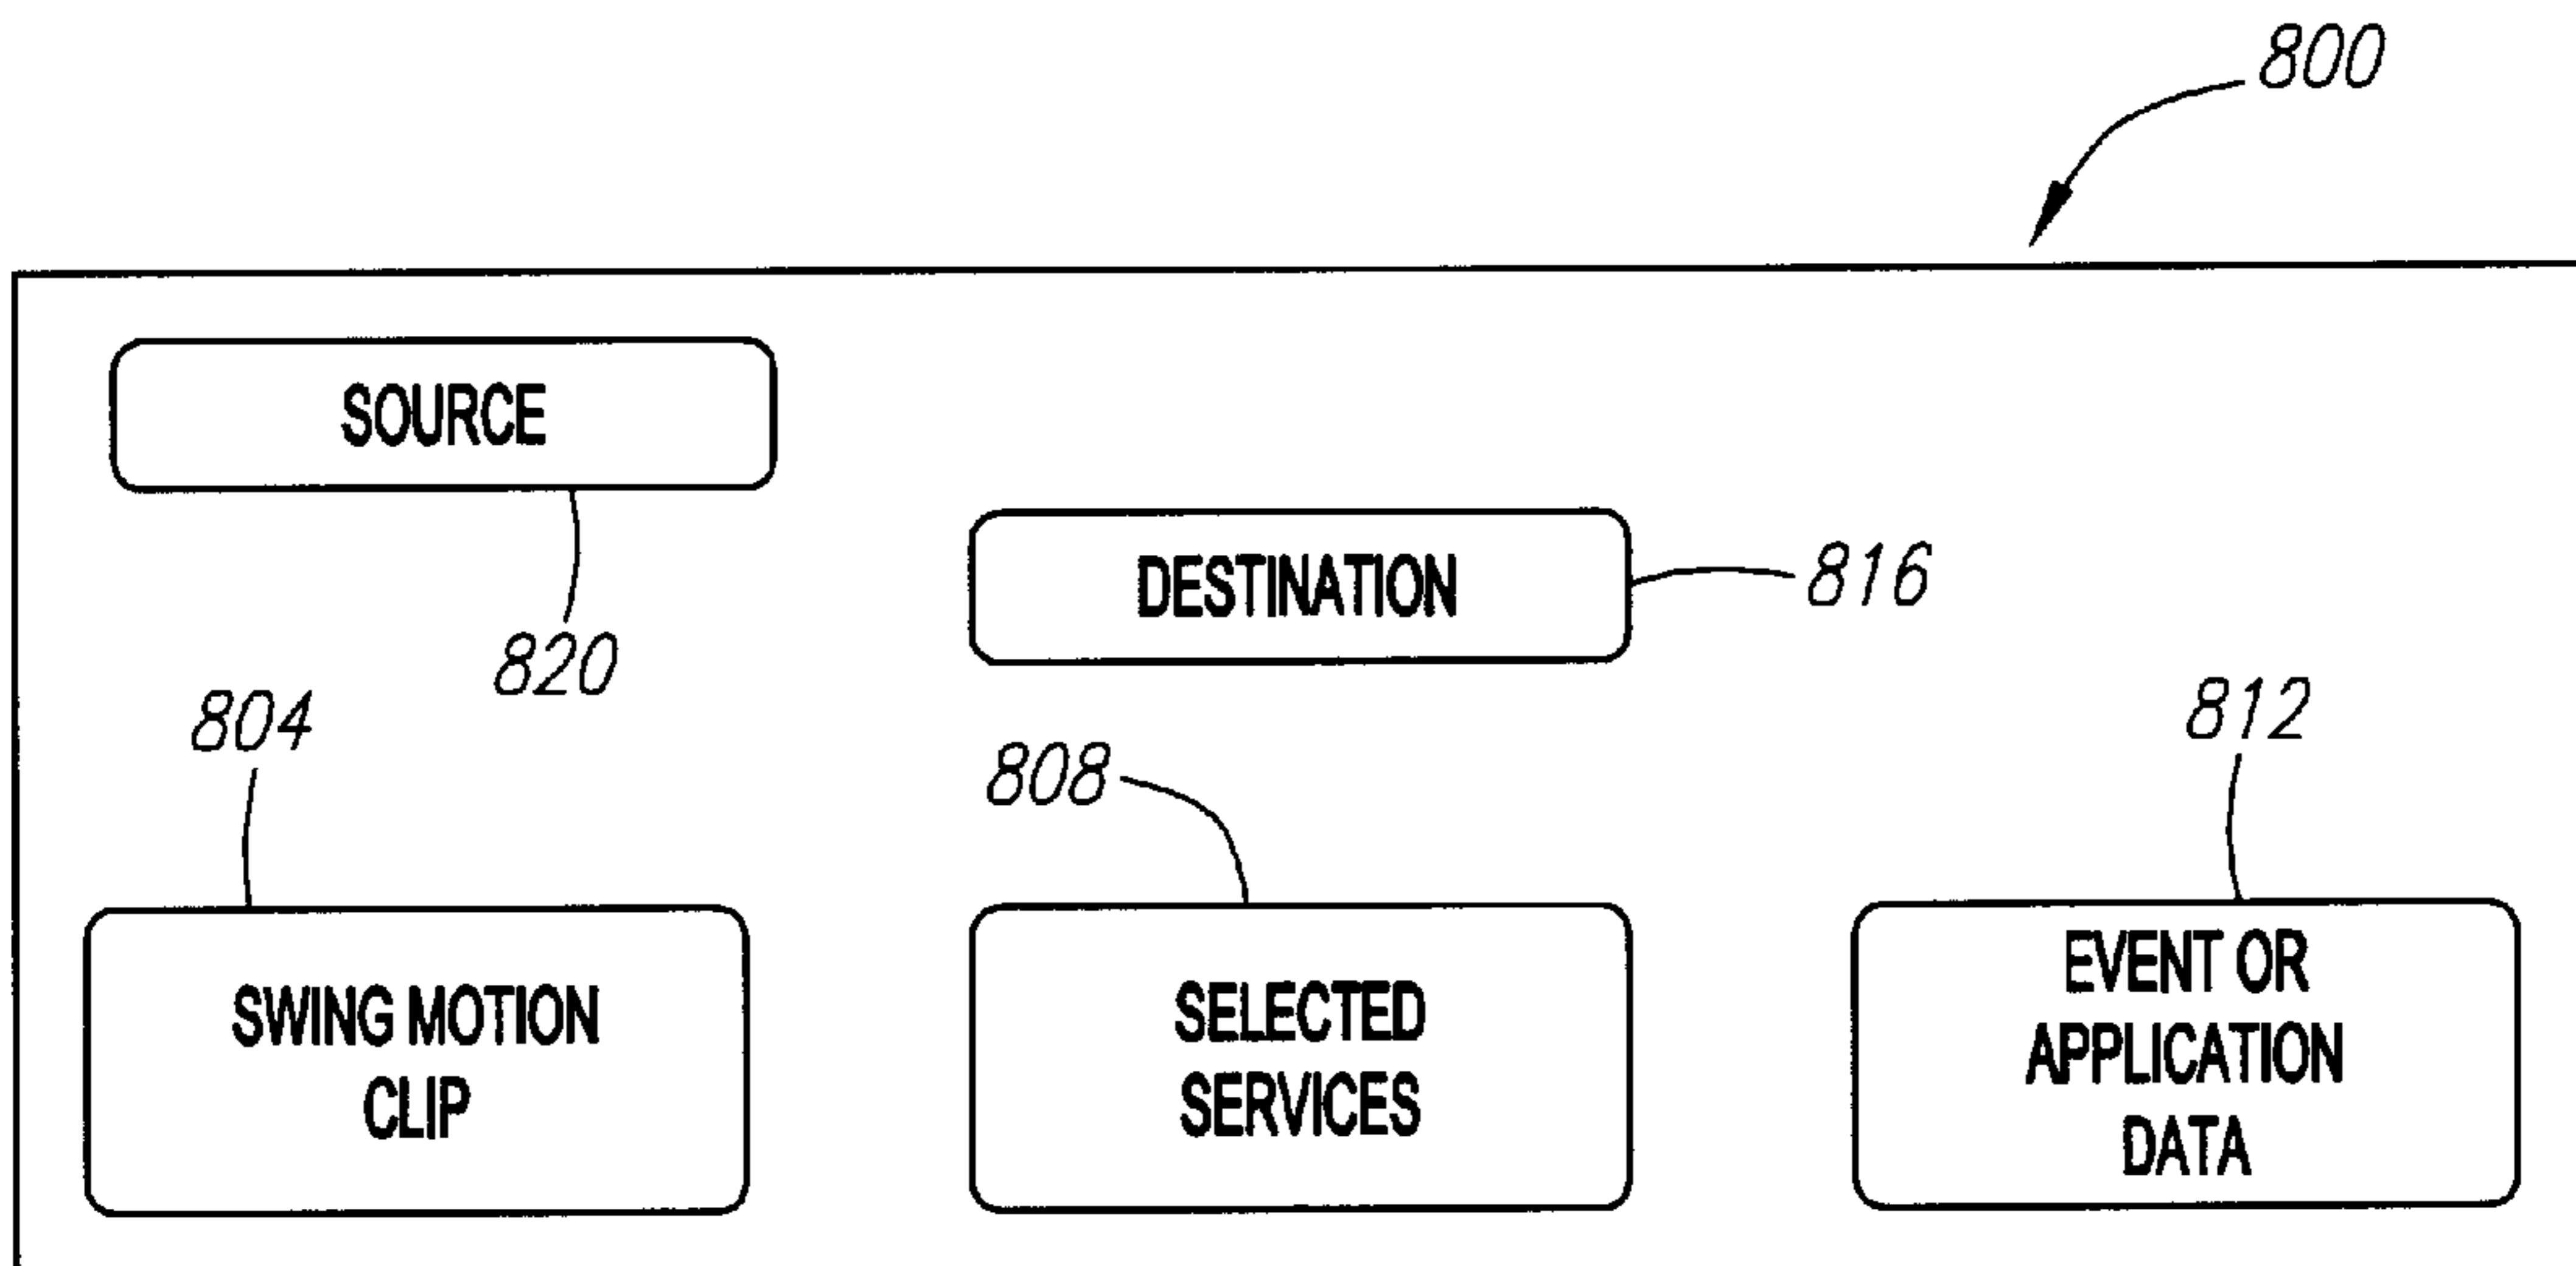 800
SOURCE
820
DESTINATION
816
804
SWING MOTION
CLIP
808
SELECTED
SERVICES
812
EVENT OR
APPLICATION
DATA